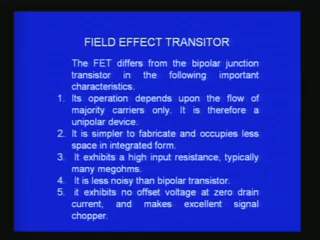 FIELD EFFECT TRANSITOR
The FET differs from the bipolar junction
transistor in the following important
characteristics.
1. Its operation depends upon the flow of
majority carriers only. It is therefore a
unipolar device.
2. It is simpler to fabricate and occupies less
space in integrated form.
3. It exhibits a high input resistance, typically
many megohms.
4. It is less noisy than bipolar transistor.
5. it exhibits no offset voltage at zero drain
current, and makes excellent signal
chopper.